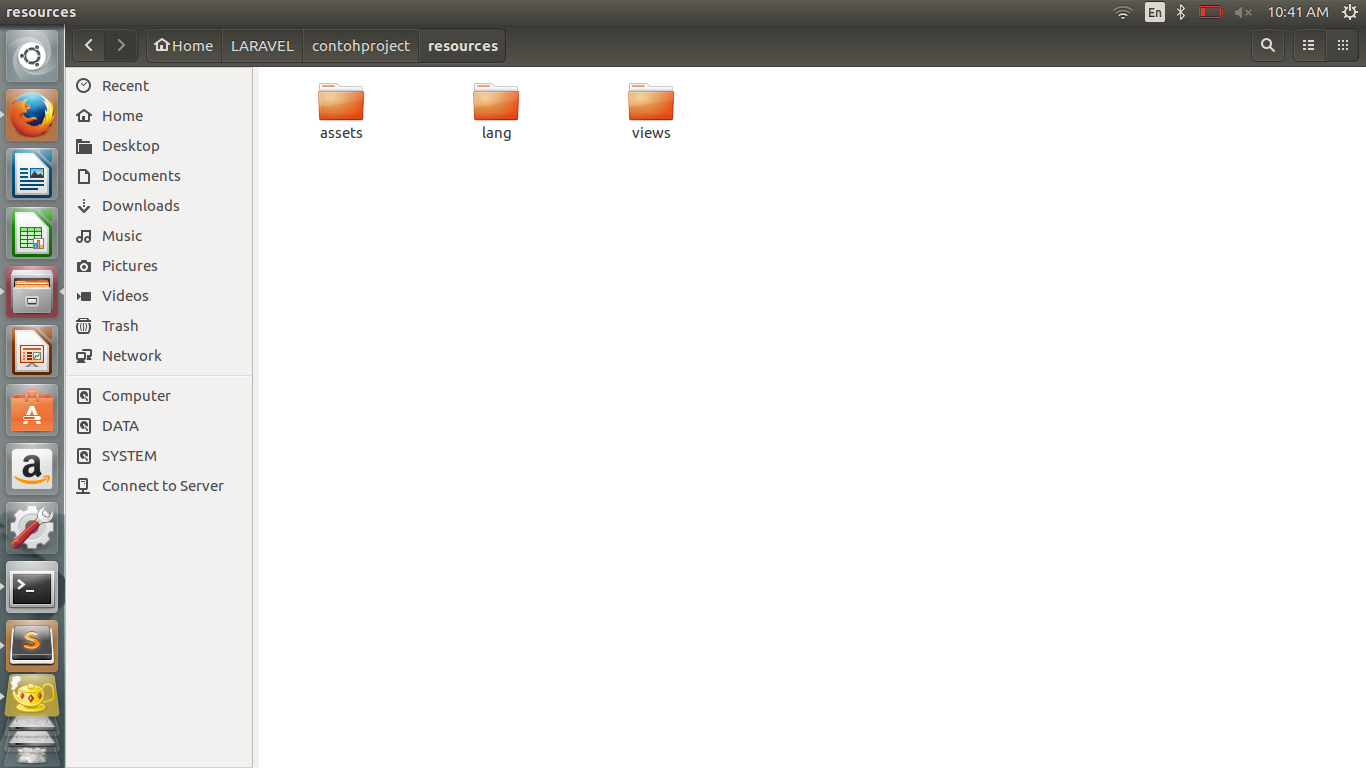 resources
En
10:41 AM
Home
LARAVEL
contohproject
resources
Recent
Home
Desktop
Documents
Downloads
Music
Pictures
Videos
Trash
Network
Computer
DATA
SYSTEM
Connect to Server
assets
lang
views